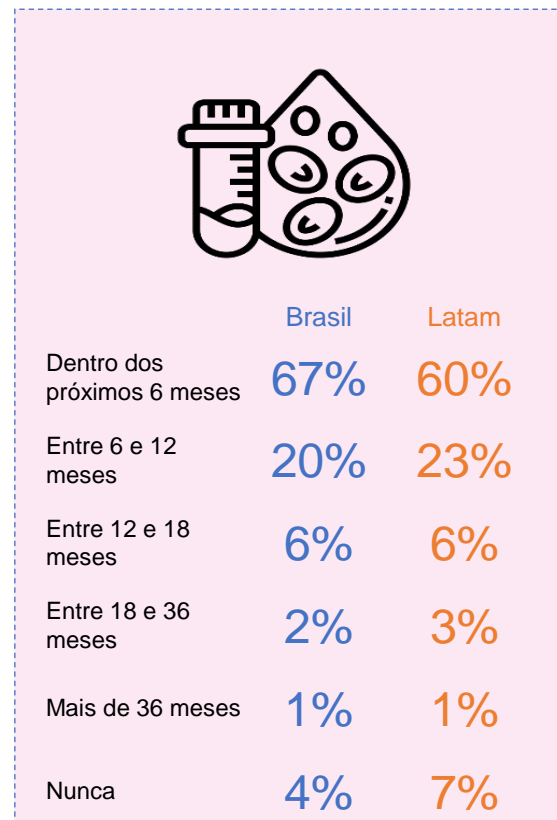 Brasil Latam
Dentro dos
próximos 6 meses 67% 60%
Entre 6 e 12
meses 20% 23%
Entre 12 e 18
meses 6% 6%
Entre 18 e 36
meses 2% 3%
Mais de 36 meses 1% 1%
Nunca 4% 7%